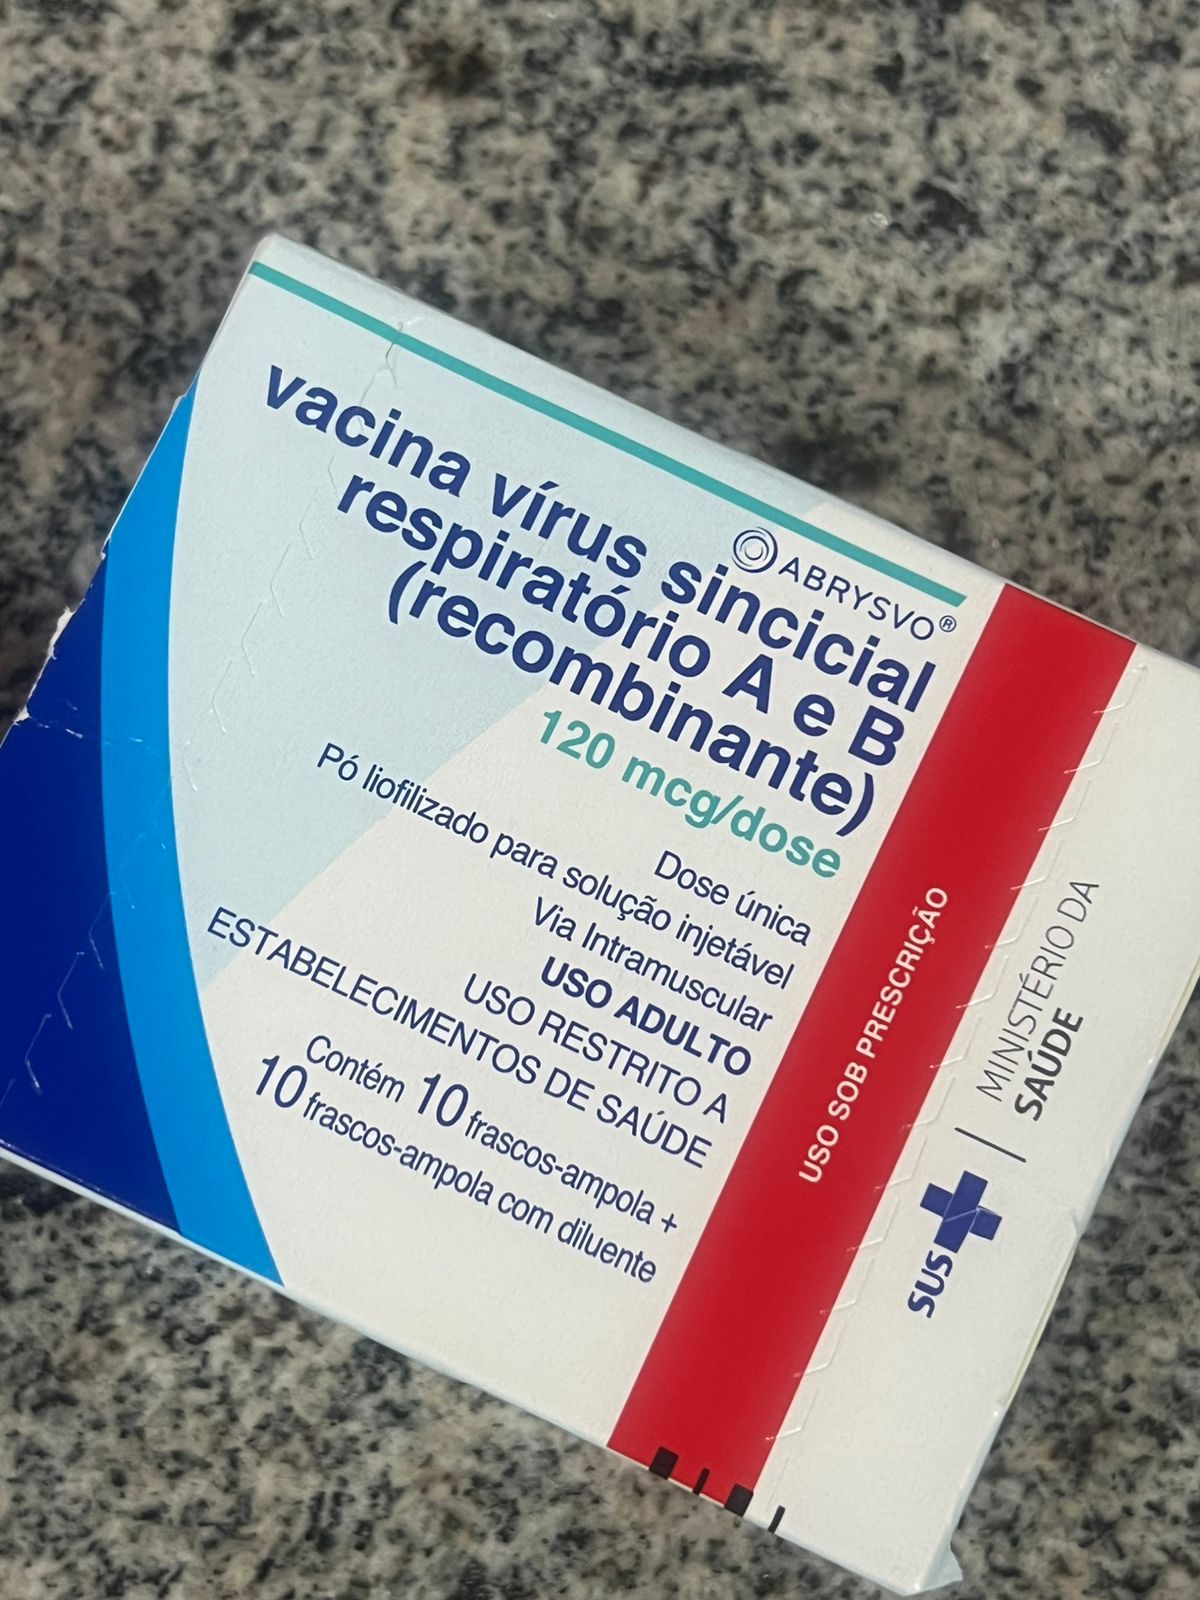 ABRYSVO®
vacina vírus sincicial
respiratório A e B
(recombinante)
120 mcg/dose
Dose única
Pó liofilizado para solução injetável
Via Intramuscular
USO ADULTO
USO RESTRITO A
ESTABELECIMENTOS DE SAÚDE
Contém 10 frascos-ampola +
10 frascos-ampola com diluente
USO SOB PRESCRIÇÃO
SUS
MINISTÉRIO DA
SAÚDE